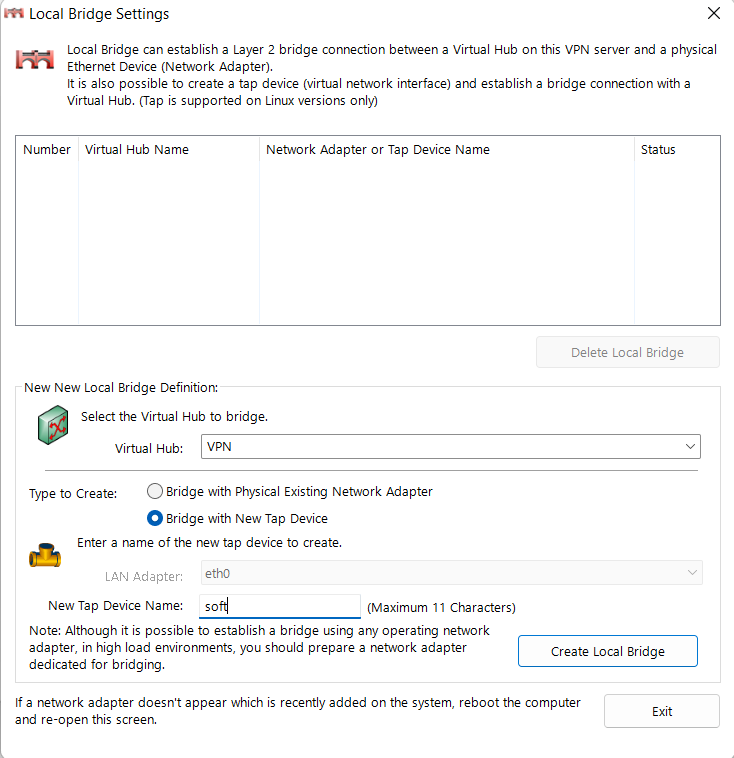 Local Bridge Settings
Local Bridge can establish a Layer 2 bridge connection between a Virtual Hub on this VPN server and a physical
Ethernet Device (Network Adapter).
It is also possible to create a tap device (virtual network interface) and establish a bridge connection with a
Virtual Hub. (Tap is supported on Linux versions only)
Number Virtual Hub Name Network Adapter or Tap Device Name Status
Delete Local Bridge
New New Local Bridge Definition:
Select the Virtual Hub to bridge.
Virtual Hub: VPN
Type to Create: Bridge with Physical Existing Network Adapter
Bridge with New Tap Device
Enter a name of the new tap device to create.
LAN Adapter: eth0
New Tap Device Name: soft (Maximum 11 Characters)
Note: Although it is possible to establish a bridge using any operating network
adapter, in high load environments, you should prepare a network adapter
dedicated for bridging.
Create Local Bridge
If a network adapter doesn't appear which is recently added on the system, reboot the computer
and re-open this screen.
Exit